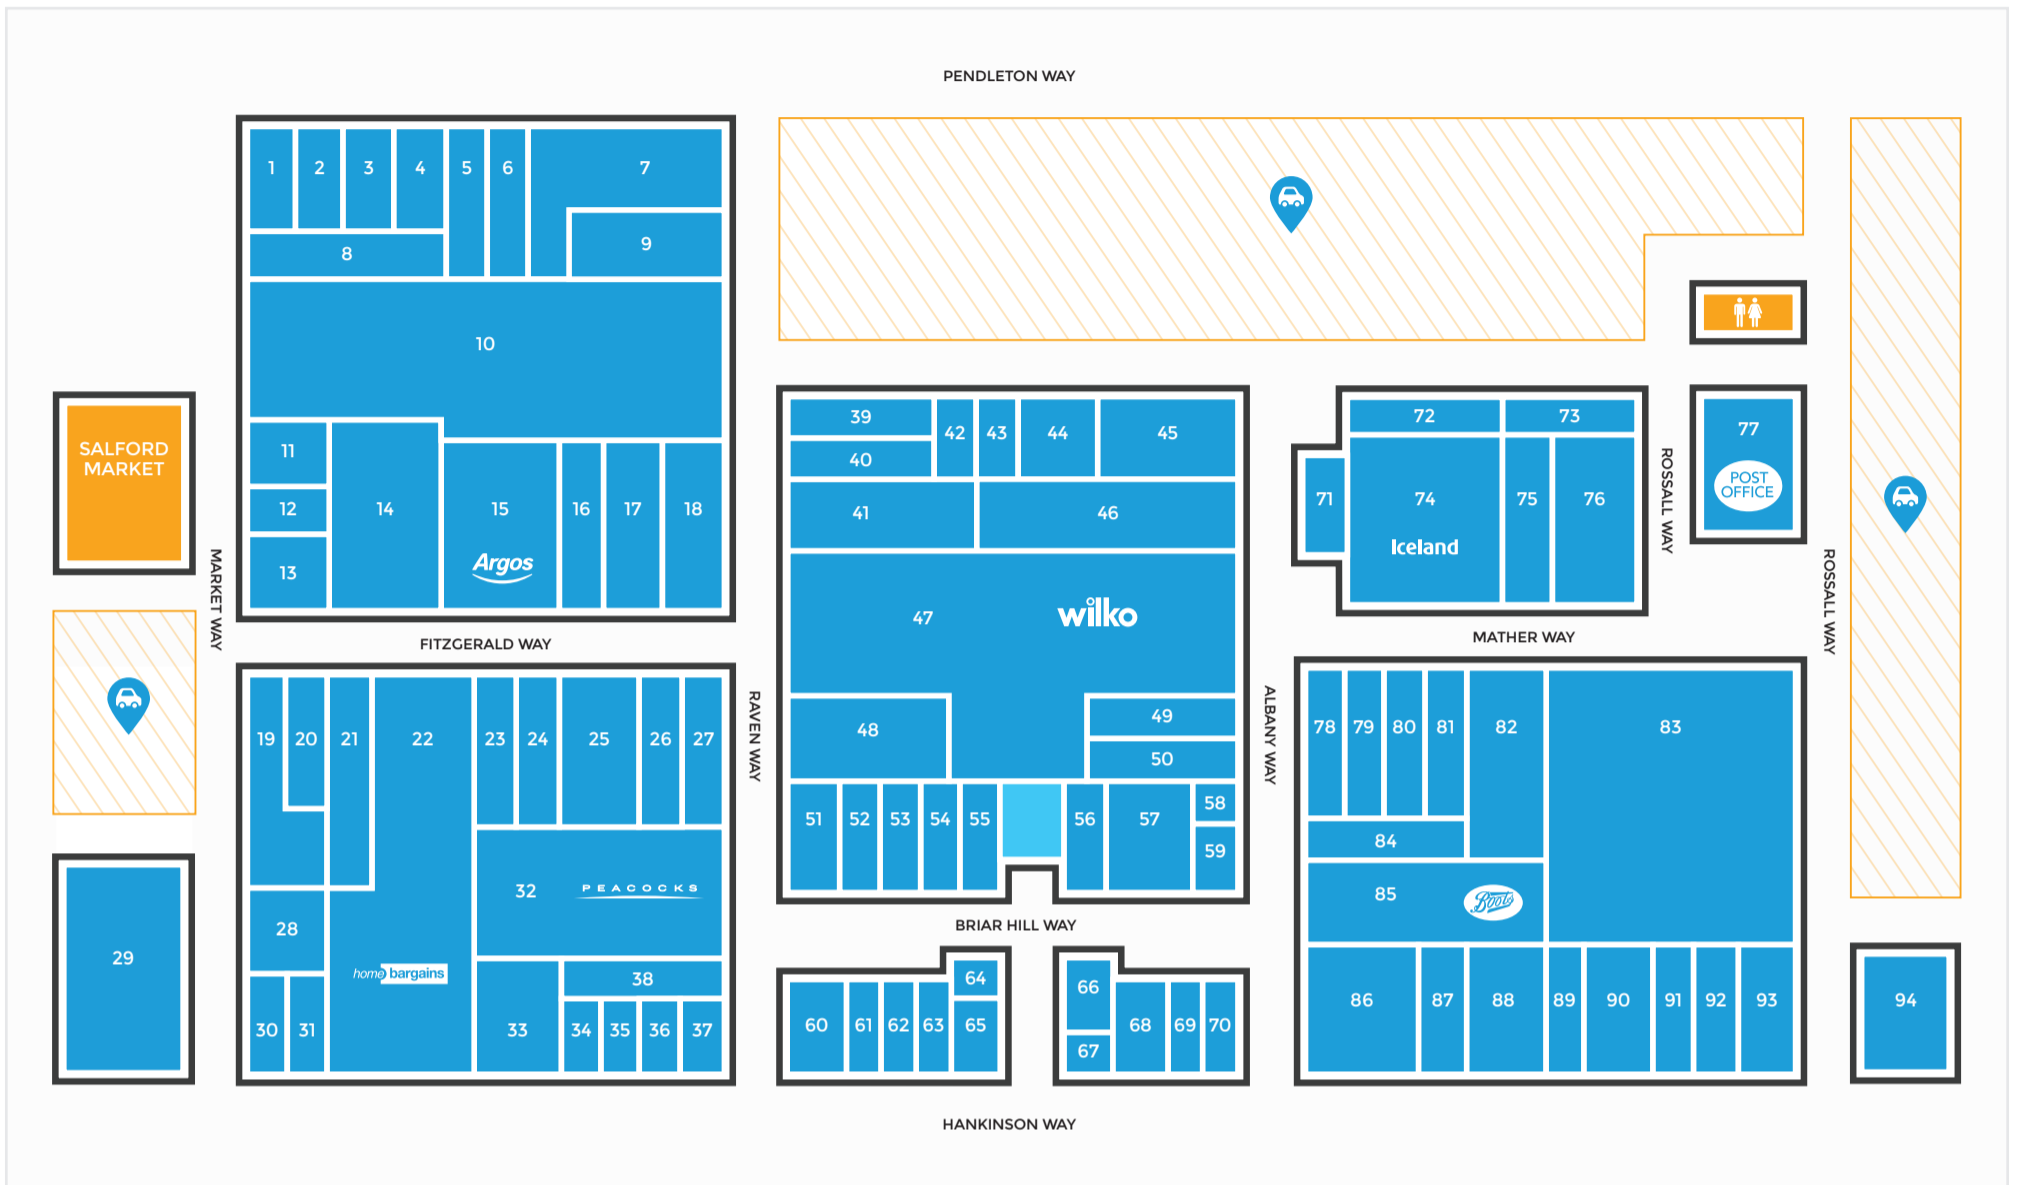 PENDLETON WAY
1 2 3 4 5 6 7
8
9
10
11
12
13
14
15
Argos
16 17 18
SALFORD
MARKET
MARKET WAY
FITZGERALD WAY
19 20 21 22 23 24 25 26 27
28
29
30 31
home bargains
32
PEACOCKS
33
38
34 35 36 37
RAVEN WAY
39
40
42 43 44 45
41
46
47
wilko
48
49
50
51 52 53 54 55 56 57
58
59
BRIAR HILL WAY
60 61 62 63
64
65
66
67
68 69 70
ALBANY WAY
71
72 73
74
Iceland
75 76
ROSSALL WAY
77
POST
OFFICE
MATHER WAY
ROSSALL WAY
78 79 80 81 82 83
84
85
Boots
86 87 88 89 90 91 92 93
94
HANKINSON WAY